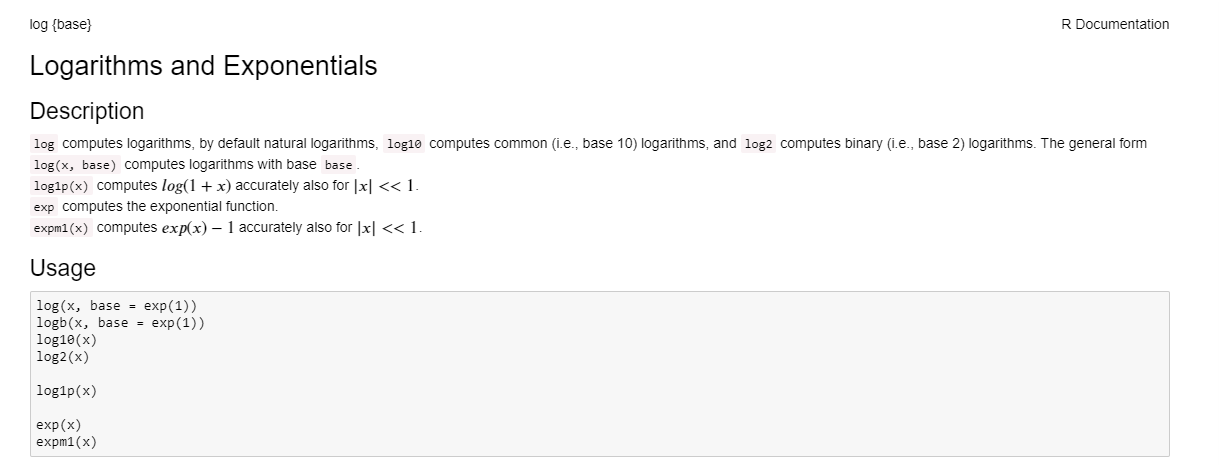 log {base}
R Documentation
Logarithms and Exponentials
Description
log computes logarithms, by default natural logarithms, log10 computes common (i.e., base 10) logarithms, and log2 computes binary (i.e., base 2) logarithms. The general form
log(x, base) computes logarithms with base base.
log1p(x) computes log(1 + x) accurately also for |x| << 1.
exp computes the exponential function.
expm1(x) computes exp(x) − 1 accurately also for |x| << 1.
Usage
log(x, base = exp(1))
logb(x, base = exp(1))
log10(x)
log2(x)
log1p(x)
exp(x)
expm1(x)